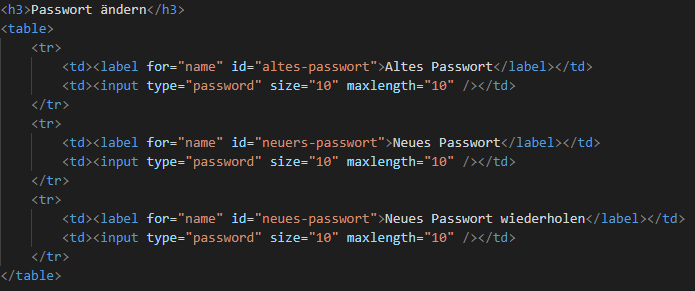 <h3>Passwort ändern</h3>
<table>
<tr>
<td><label for="name" id="altes-passwort">Altes Passwort</label></td>
<td><input type="password" size="10" maxlength="10" /></td>
</tr>
<tr>
<td><label for="name" id="neuers-passwort">Neues Passwort</label></td>
<td><input type="password" size="10" maxlength="10" /></td>
</tr>
<tr>
<td><label for="name" id="neues-passwort">Neues Passwort wiederholen</label></td>
<td><input type="password" size="10" maxlength="10" /></td>
</tr>
</table>